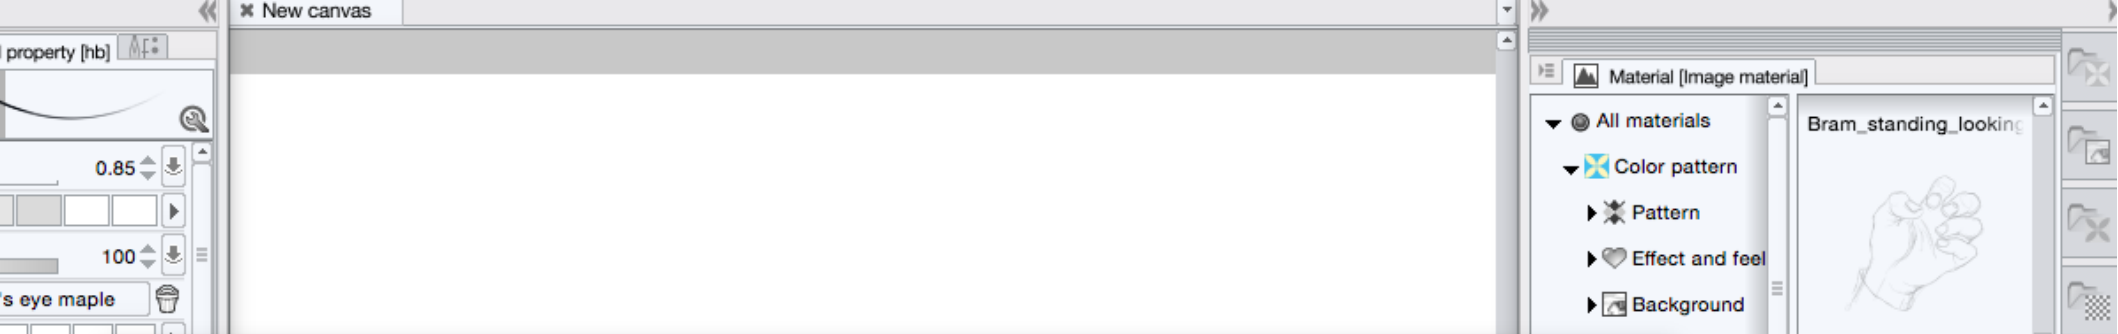 New canvas
property [hb]
0.85
100
's eye maple
Material [Image material]
All materials
Color pattern
Pattern
Effect and feel
Background
Bram_standing_looking